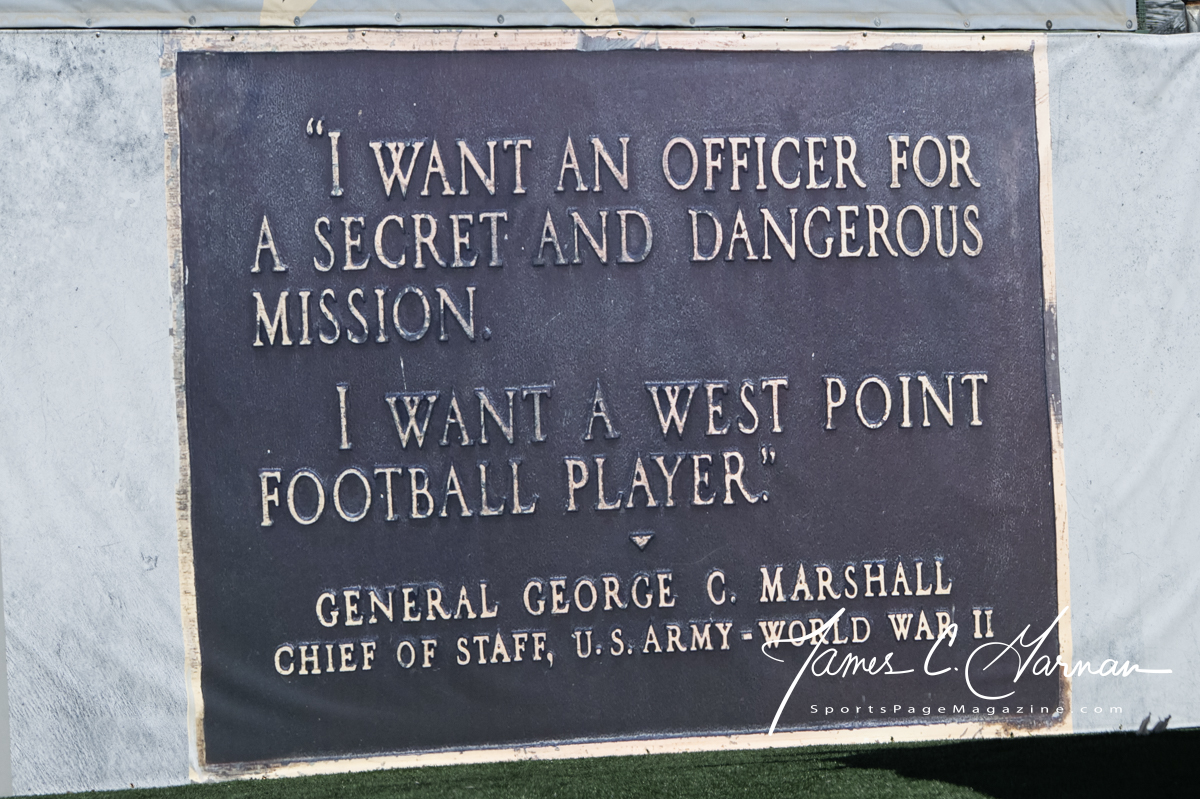 “I WANT AN OFFICER FOR
A SECRET AND DANGEROUS
MISSION.
I WANT A WEST POINT
FOOTBALL PLAYER.”
GENERAL GEORGE C. MARSHALL
CHIEF OF STAFF, U.S. ARMY - WORLD WAR II
James C. Harnan
SportsPageMagazine.com